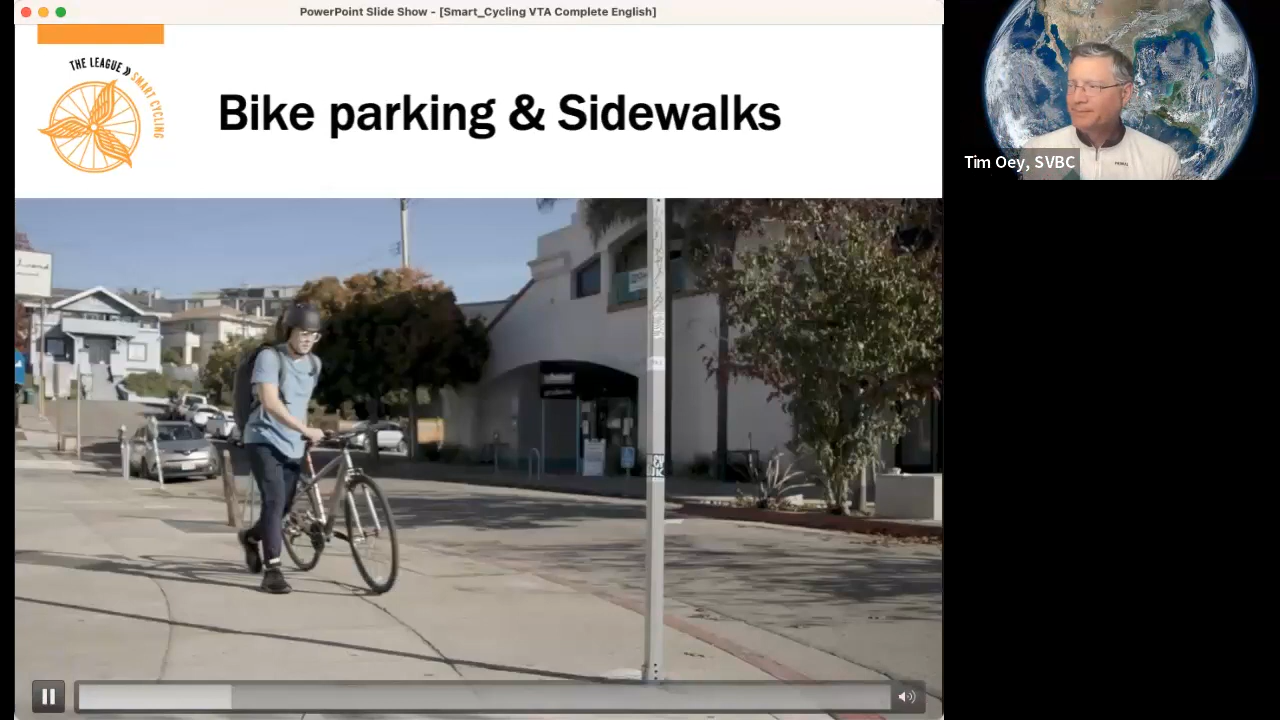 PowerPoint Slide Show - [Smart_Cycling VTA Complete English]
THE LEAGUE
SMART CYCLING
Bike parking & Sidewalks
Tim Oey, SVBC